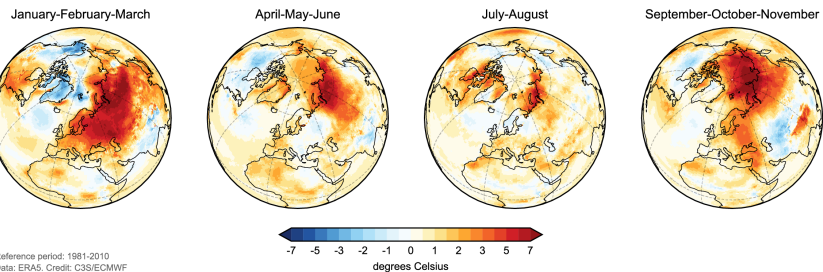 January-February-March
April-May-June
July-August
September-October-November
-7 -5 -3 -2 -1 0 1 2 3 5 7
degrees Celsius
eference period: 1981-2010
Data: ERA5. Credit: C3S/ECMWF